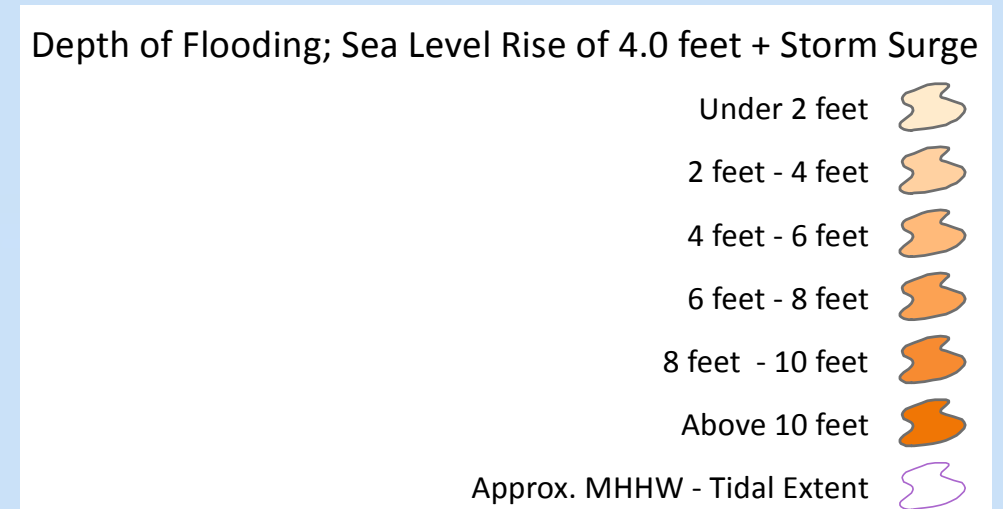 Depth of Flooding; Sea Level Rise of 4.0 feet + Storm Surge
Under 2 feet
2 feet - 4 feet
4 feet - 6 feet
6 feet - 8 feet
8 feet  - 10 feet
Above 10 feet
Approx. MHHW - Tidal Extent